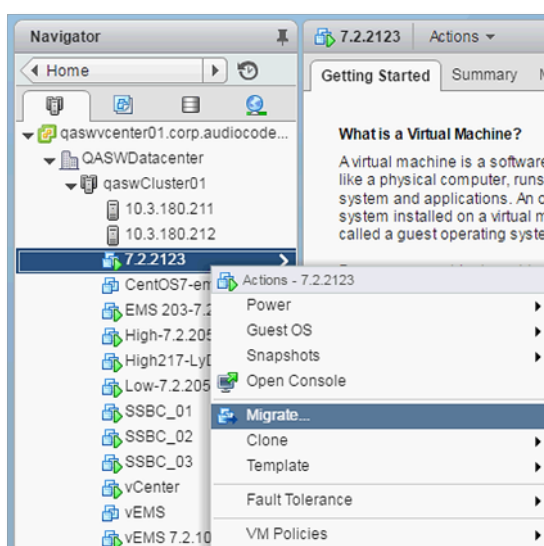 Navigator
Home
qaswvcenter01.corp.audiocode...
QASWDatacenter
qaswCluster01
10.3.180.211
10.3.180.212
7.2.2123
CentOS7-em
EMS 203-7.2
High-7.2.205
High217-LyD
Low-7.2.205
SSBC_01
SSBC_02
SSBC_03
vCenter
vEMS
vEMS 7.2.10
7.2.2123 Actions
Getting Started Summary M
What is a Virtual Machine?
A virtual machine is a software
like a physical computer, runs
system and applications. An o
system installed on a virtual m
called a guest operating syste
Actions - 7.2.2123
Power
Guest OS
Snapshots
Open Console
Migrate...
Clone
Template
Fault Tolerance
VM Policies